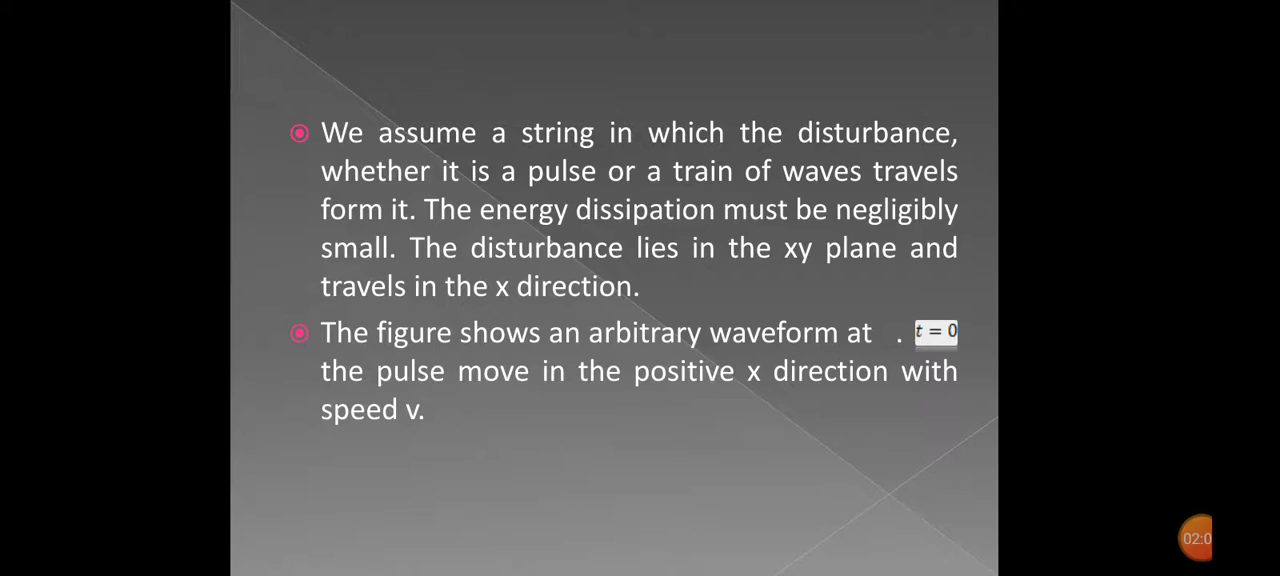 We assume a string in which the disturbance,
whether it is a pulse or a train of waves travels
form it. The energy dissipation must be negligibly
small. The disturbance lies in the xy plane and
travels in the x direction.
The figure shows an arbitrary waveform at . t = 0
the pulse move in the positive x direction with
speed v.
02:0